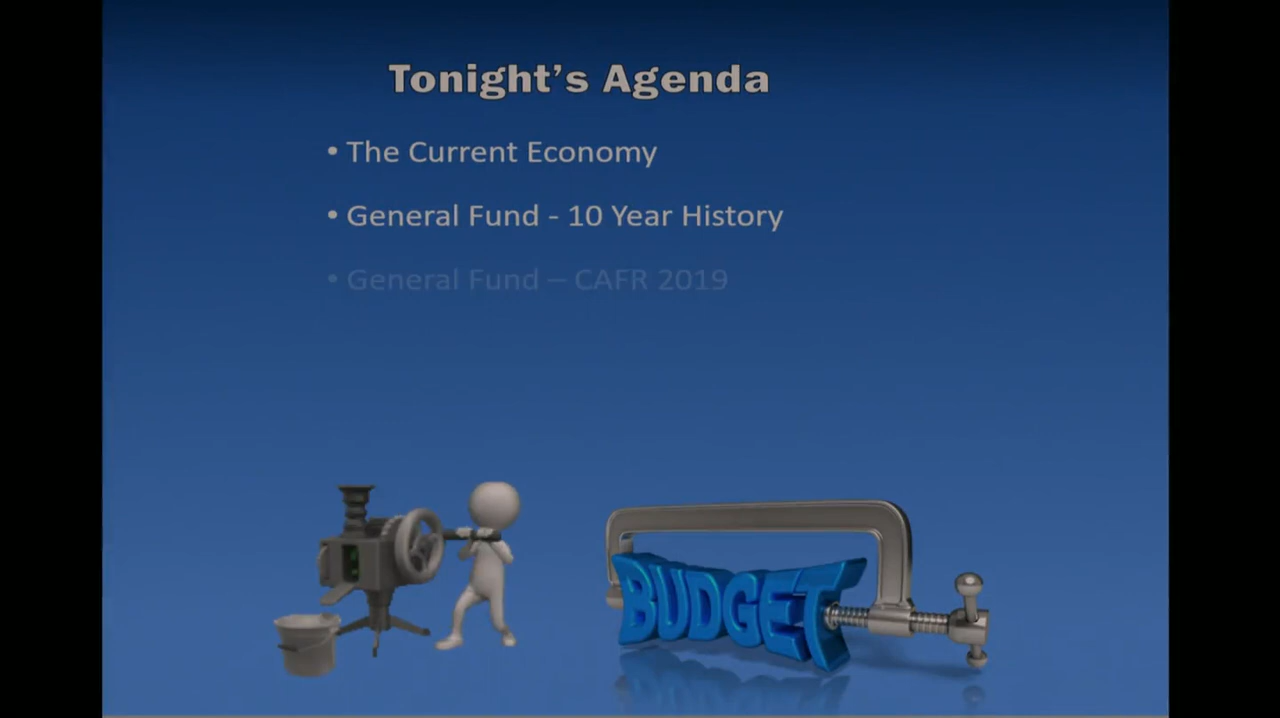 Tonight's Agenda
• The Current Economy
• General Fund - 10 Year History
• General Fund – CAFR 2019
BUDGET